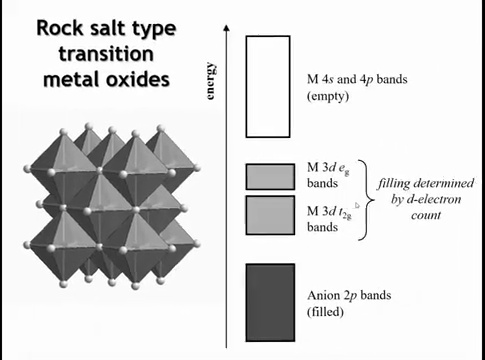 Rock salt type
transition
metal oxides
energy
M 4s and 4p bands
(empty)
M 3d eg
bands
M 3d t2g
bands
filling determined
by d-electron
count
Anion 2p bands
(filled)